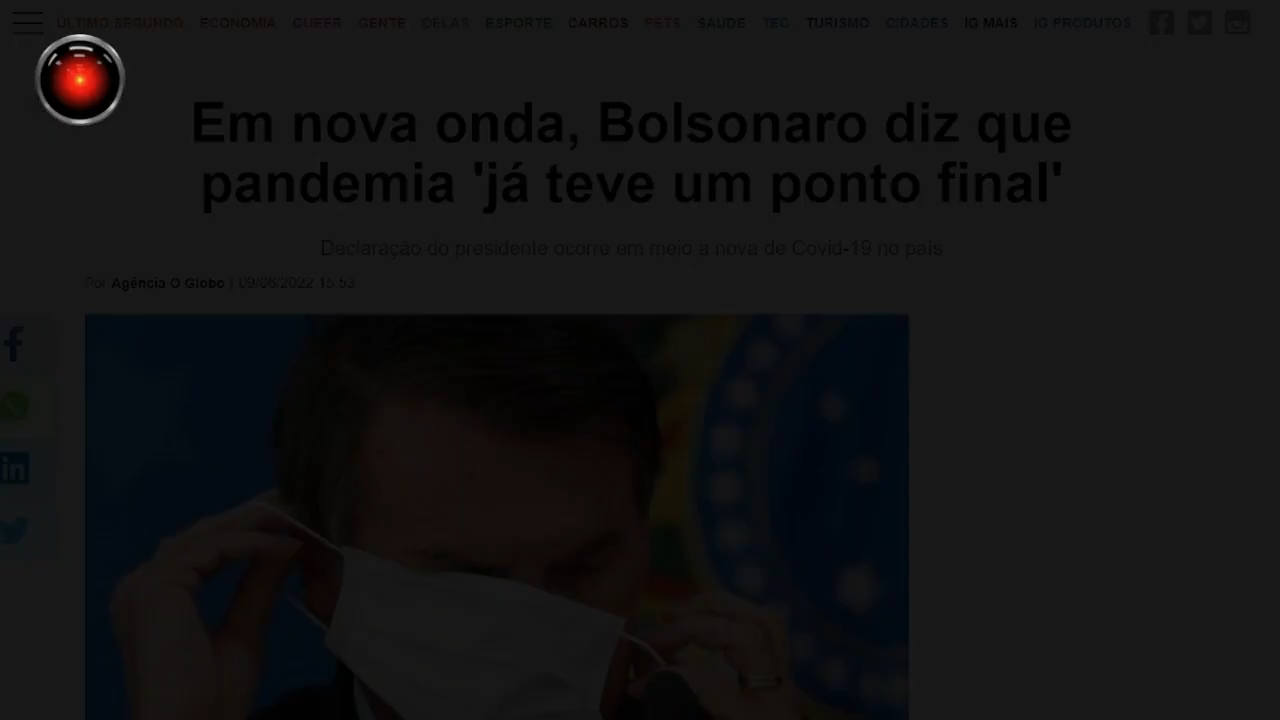 ÚLTIMO SEGUNDO ECONOMIA QUEER GENTE DELAS ESPORTE CARROS PETS SAÚDE TEC TURISMO CIDADES IG MAIS IG PRODUTOS
Em nova onda, Bolsonaro diz que
pandemia 'já teve um ponto final'
Declaração do presidente ocorre em meio a nova de Covid-19 no país
Por Agência O Globo | 09/06/2022 15:53